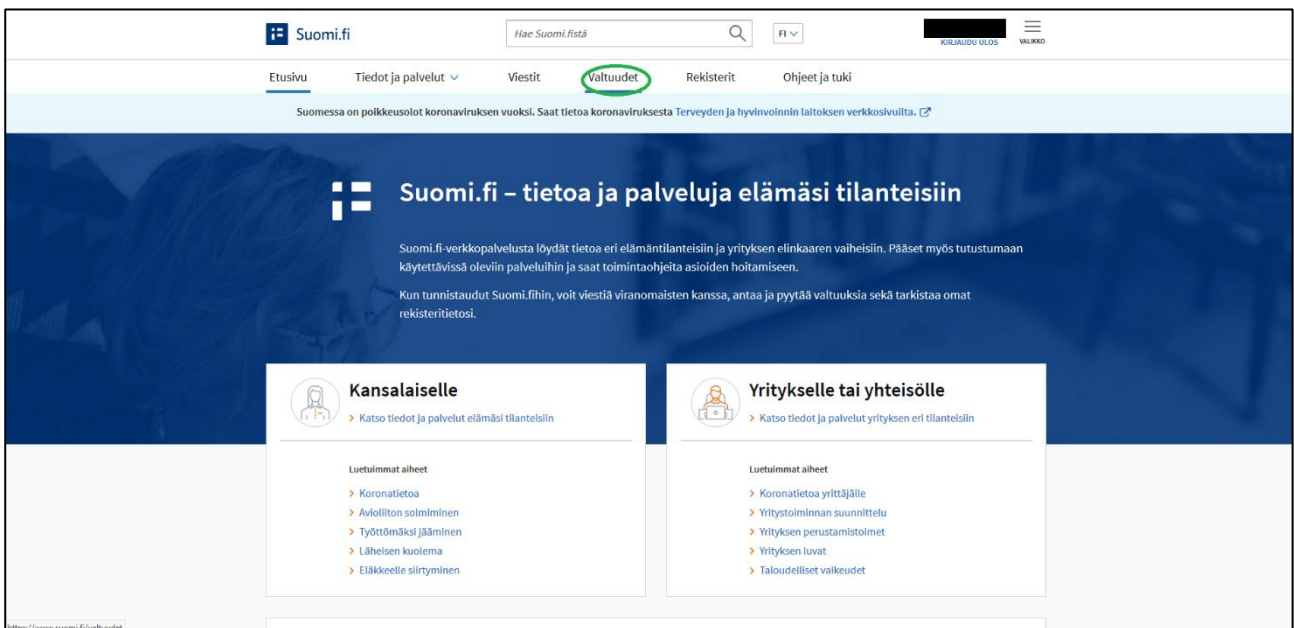 Suomi.fi
Hae Suomi.fistä
FI
KIRJAUDU ULOS
VALIKKO
Etusivu Tiedot ja palvelut Viestit Valtuudet Rekisterit Ohjeet ja tuki
Suomessa on poikkeusolot koronaviruksen vuoksi. Saat tietoa koronaviruksesta Terveyden ja hyvinvoinnin laitoksen verkkosivuilta.
Suomi.fi – tietoa ja palveluja elämäsi tilanteisiin
Suomi.fi-verkkopalvelusta löydät tietoa eri elämäntilanteisiin ja yrityksen elinkaaren vaiheisiin. Pääset myös tutustumaan
käytettävissä oleviin palveluihin ja saat toimintaohjeita asioiden hoitamiseen.
Kun tunnistaudut Suomi.fihin, voit viestiä viranomaisten kanssa, antaa ja pyytää valtuuksia sekä tarkistaa omat
rekisteritietosi.
Kansalaiselle
Katso tiedot ja palvelut elämäsi tilanteisiin
Luetuimmat aiheet
Koronatietoa
Avioliiton solmiminen
Työttömäksi jääminen
Läheisen kuolema
Eläkkeelle siirtyminen
Yritykselle tai yhteisölle
Katso tiedot ja palvelut yrityksen eri tilanteisiin
Luetuimmat aiheet
Koronatietoa yrittäjälle
Yritystoiminnan suunnittelu
Yrityksen perustamistoimet
Yrityksen luvat
Taloudelliset vaikeudet
https://www.suomi.fi/valtuudet